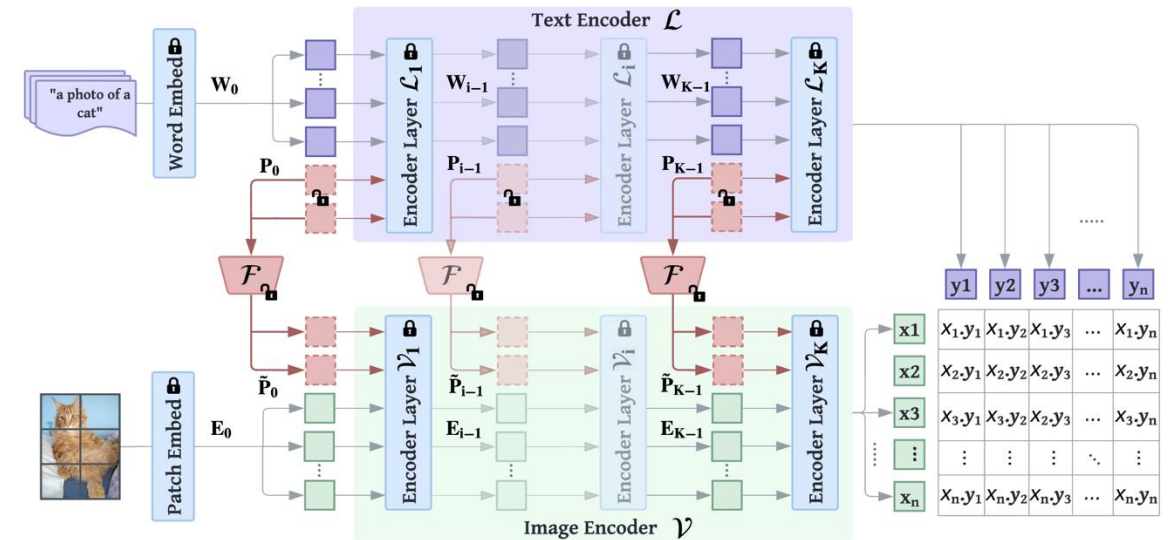 Text Encoder ℒ
"a photo of a
cat"
Word Embed
W₀
Encoder Layer ℒ₁
Wᵢ₋₁
Encoder Layer ℒᵢ
W_K₋₁
Encoder Layer ℒ_K
P₀
Pᵢ₋₁
P_K₋₁
.....
ℱ
ℱ
ℱ
y1 y2 y3 ... yₙ
Patch Embed
E₀
P̃₀
Encoder Layer 𝒱₁
P̃ᵢ₋₁
Eᵢ₋₁
Encoder Layer 𝒱ᵢ
P̃_K₋₁
E_K₋₁
Encoder Layer 𝒱_K
x1 x₁.y₁ x₁.y₂ x₁.y₃ ... x₁.yₙ
x2 x₂.y₁ x₂.y₂ x₂.y₃ ... x₂.yₙ
x3 x₃.y₁ x₃.y₂ x₂.y₃ ... x₃.yₙ
⋮ ⋮ ⋮ ⋮ ⋱ ⋮
xₙ xₙ.y₁ xₙ.y₂ xₙ.y₃ ... xₙ.yₙ
Image Encoder 𝒱